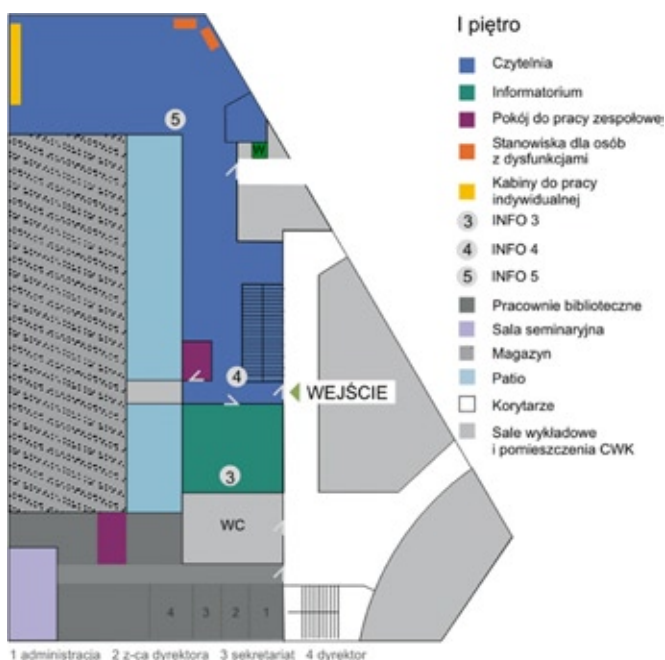 I piętro
Czytelnia
Informatorium
Pokój do pracy zespołowej
Stanowiska dla osób
z dysfunkcjami
Kabiny do pracy
indywidualnej
3 INFO 3
4 INFO 4
5 INFO 5
Pracownie biblioteczne
Sala seminaryjna
Magazyn
Patio
Korytarze
Sale wykładowe
i pomieszczenia CWK
5
W
4
WEJŚCIE
3
WC
4 3 2 1
1 administracja 2 z-ca dyrektora 3 sekretariat 4 dyrektor